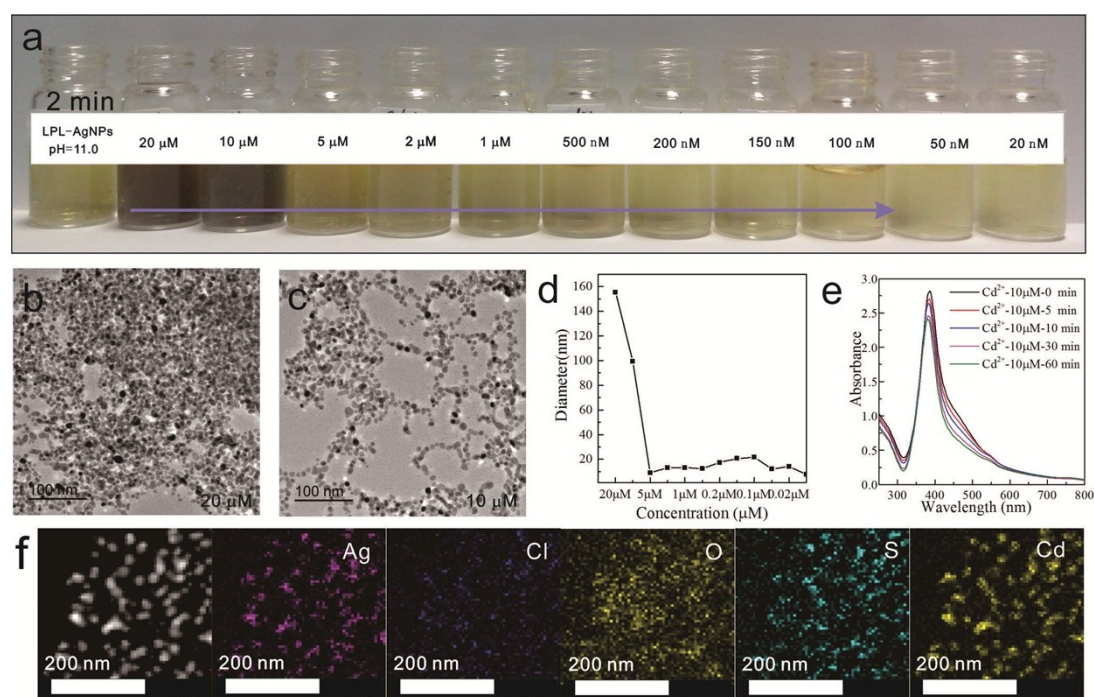 a
2 min
LPL-AgNPs
pH=11.0
20 μM
10 μM
5 μM
2 μM
1 μM
500 nM
200 nM
150 nM
100 nM
50 nM
20 nM
b
100 nm
20 μM
c
100 nm
10 μM
d
160
140
120
100
80
60
40
20
Diameter(nm)
20μM 5μM 1μM 0.2μM 0.1μM 0.02μM
Concentration (μM)
e
Cd²⁺-10μM-0 min
Cd²⁺-10μM-5 min
Cd²⁺-10μM-10 min
Cd²⁺-10μM-30 min
Cd²⁺-10μM-60 min
3.0
2.5
2.0
1.5
1.0
0.5
0.0
Absorbance
300 400 500 600 700 800
Wavelength (nm)
f
200 nm
Ag
200 nm
Cl
200 nm
O
200 nm
S
200 nm
Cd
200 nm